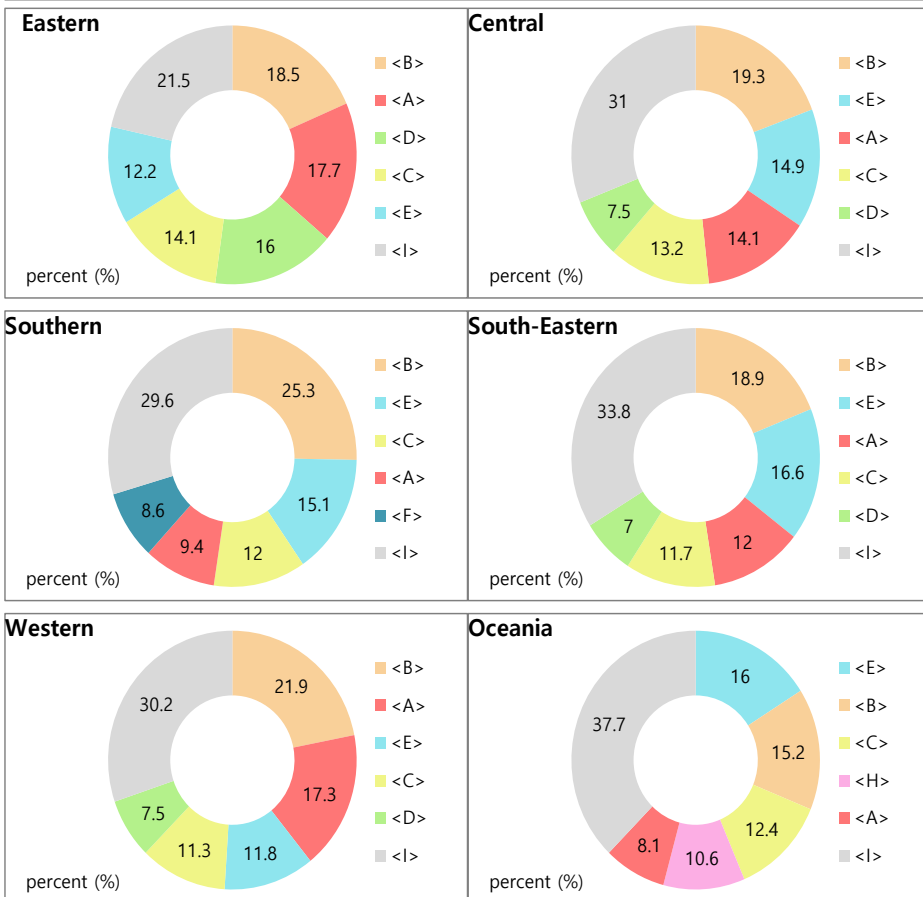 Eastern
18.5
17.7
16
14.1
12.2
21.5
<B>
<A>
<D>
<C>
<E>
<I>
percent (%)
Central
19.3
14.9
14.1
13.2
7.5
31
<B>
<E>
<A>
<C>
<D>
<I>
percent (%)
Southern
25.3
15.1
12
9.4
8.6
29.6
<B>
<E>
<C>
<A>
<F>
<I>
percent (%)
South-Eastern
18.9
16.6
12
11.7
7
33.8
<B>
<E>
<A>
<C>
<D>
<I>
percent (%)
Western
21.9
17.3
11.8
11.3
7.5
30.2
<B>
<A>
<E>
<C>
<D>
<I>
percent (%)
Oceania
16
15.2
12.4
10.6
8.1
37.7
<E>
<B>
<C>
<H>
<A>
<I>
percent (%)